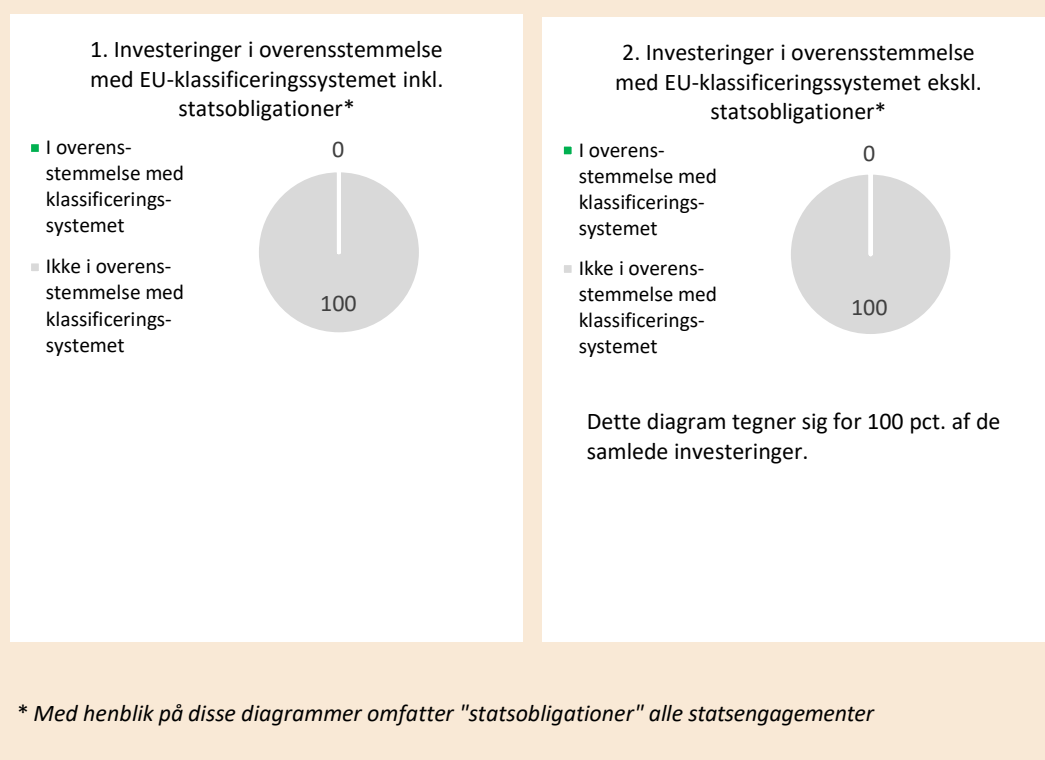 1. Investeringer i overensstemmelse
med EU-klassificeringssystemet inkl.
statsobligationer*
I overens-
stemmelse med
klassificerings-
systemet
Ikke i overens-
stemmelse med
klassificerings-
systemet
0
100
2. Investeringer i overensstemmelse
med EU-klassificeringssystemet ekskl.
statsobligationer*
I overens-
stemmelse med
klassificerings-
systemet
Ikke i overens-
stemmelse med
klassificerings-
systemet
0
100
Dette diagram tegner sig for 100 pct. af de
samlede investeringer.
* Med henblik på disse diagrammer omfatter "statsobligationer" alle statsengagementer